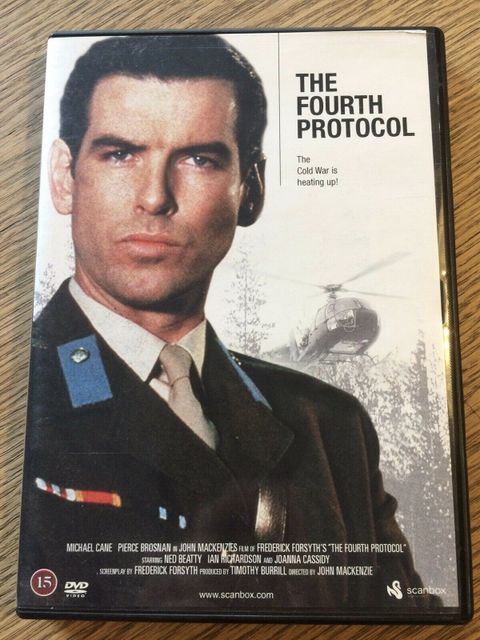 THE
FOURTH
PROTOCOL
The
Cold War is
heating up!
MICHAEL CANE PIERCE BROSNAN IN JOHN MACKENZIE'S FILM OF FREDERICK FORSYTH'S "THE FOURTH PROTOCOL"
STARRING NED BEATTY IAN RICHARDSON AND JOANNA CASSIDY
SCREENPLAY BY FREDERICK FORSYTH PRODUCED BY TIMOTHY BURRILL DIRECTED BY JOHN MACKENZIE
15 DVD VIDEO www.scanbox.com scanbox